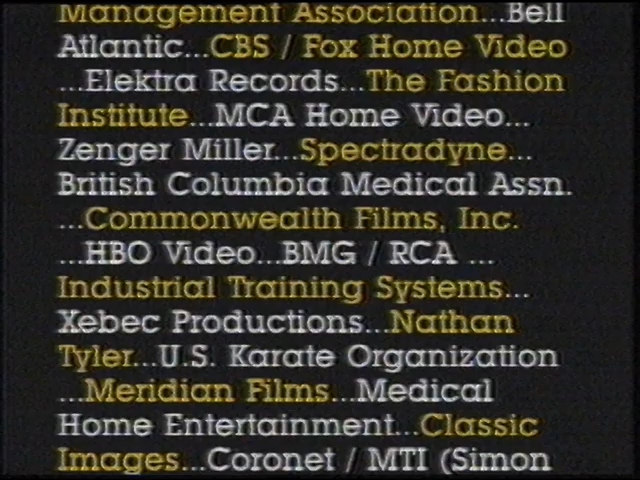 Management Association...Bell
Atlantic...CBS / Fox Home Video
...Elektra Records...The Fashion
Institute...MCA Home Video...
Zenger Miller...Spectradyne...
British Columbia Medical Assn.
...Commonwealth Films, Inc.
...HBO Video...BMG / RCA ...
Industrial Training Systems...
Xebec Productions...Nathan
Tyler...U.S. Karate Organization
...Meridian Films...Medical
Home Entertainment...Classic
Images...Coronet / MTI (Simon